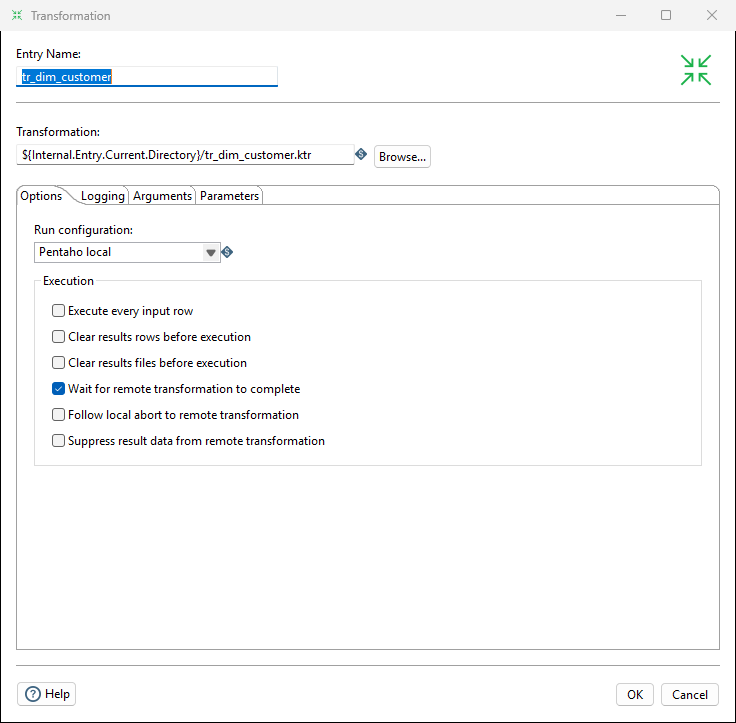 Transformation
Entry Name:
tr_dim_customer
Transformation:
${Internal.Entry.Current.Directory}/tr_dim_customer.ktr
Browse...
Options Logging Arguments Parameters
Run configuration:
Pentaho local
Execution
Execute every input row
Clear results rows before execution
Clear results files before execution
Wait for remote transformation to complete
Follow local abort to remote transformation
Suppress result data from remote transformation
Help
OK
Cancel